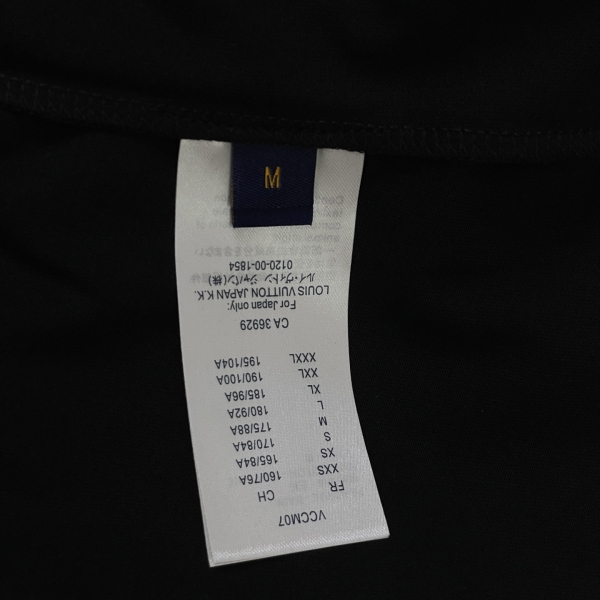 M
VCCM07
FR CH
XXS 160/76A
XS 165/84A
S 170/84A
M 175/88A
L 180/92A
XL 185/96A
XXL 190/100A
XXXL 195/104A
CA 36929
For Japan only:
LOUIS VUITTON JAPAN K.K.
ルイ・ヴィトン ジャパン(株)
0120-00-1854